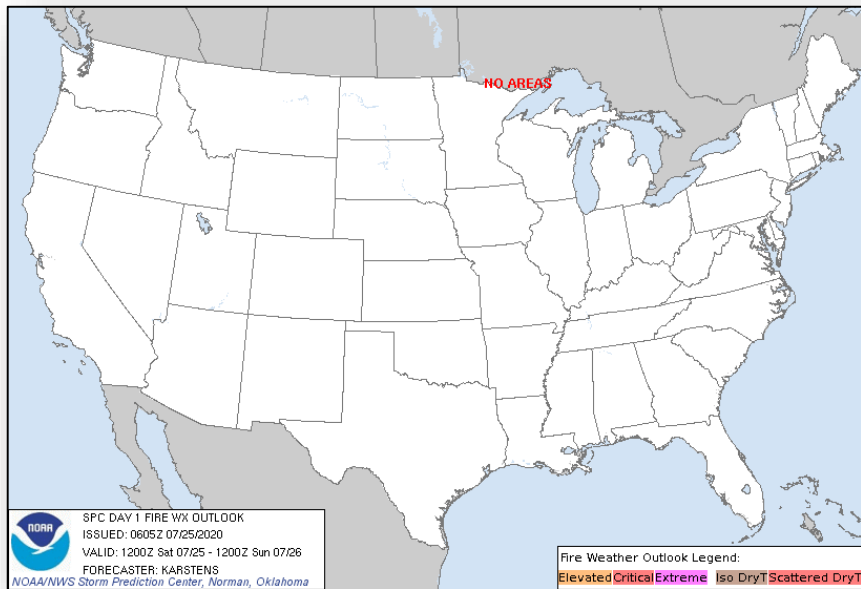 NO AREAS
NOAA
SPC DAY 1 FIRE WX OUTLOOK
ISSUED: 0605Z 07/25/2020
VALID: 1200Z Sat 07/25 - 1200Z Sun 07/26
FORECASTER: KARSTENS
NOAA/NWS Storm Prediction Center, Norman, Oklahoma
Fire Weather Outlook Legend:
Elevated Critical Extreme Iso DryT Scattered DryT